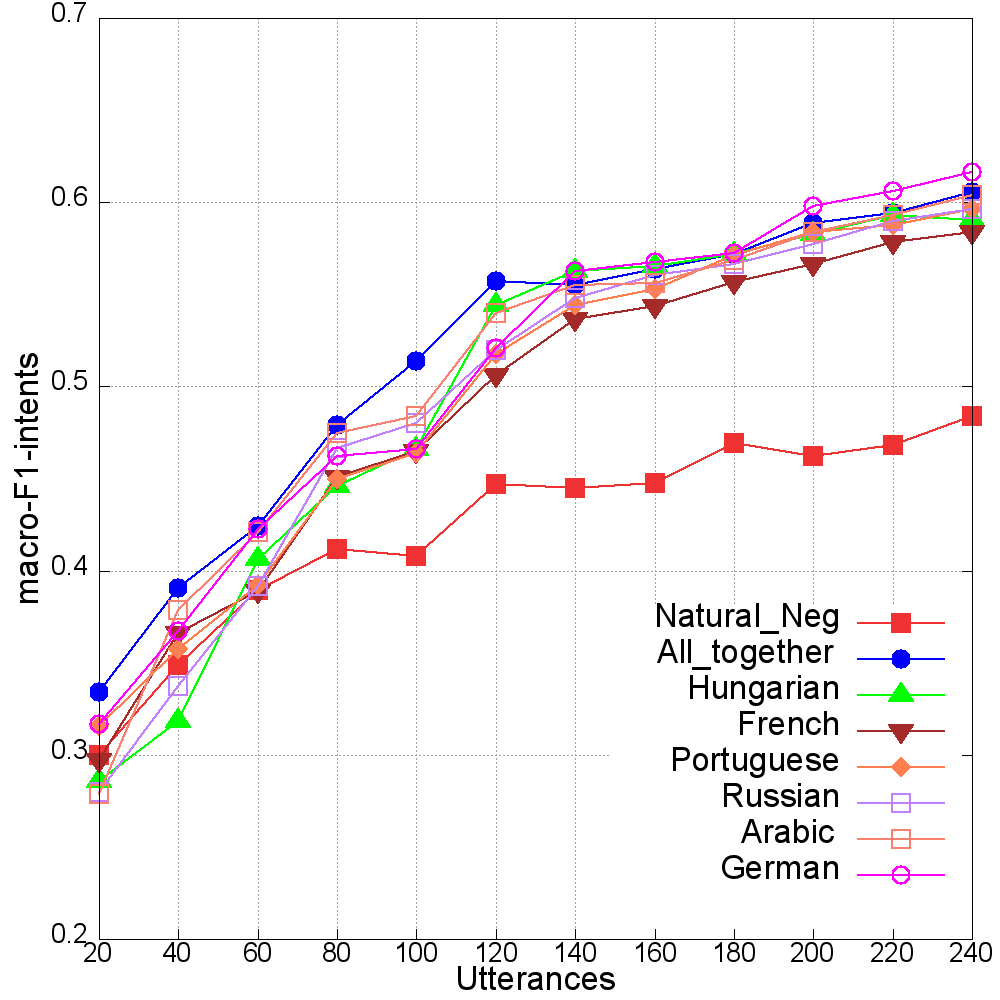 0.7
0.6
0.5
0.4
0.3
0.2
macro-F1-intents
Natural_Neg
All_together
Hungarian
French
Portuguese
Russian
Arabic
German
20 40 60 80 100 120 140 160 180 200 220 240
Utterances